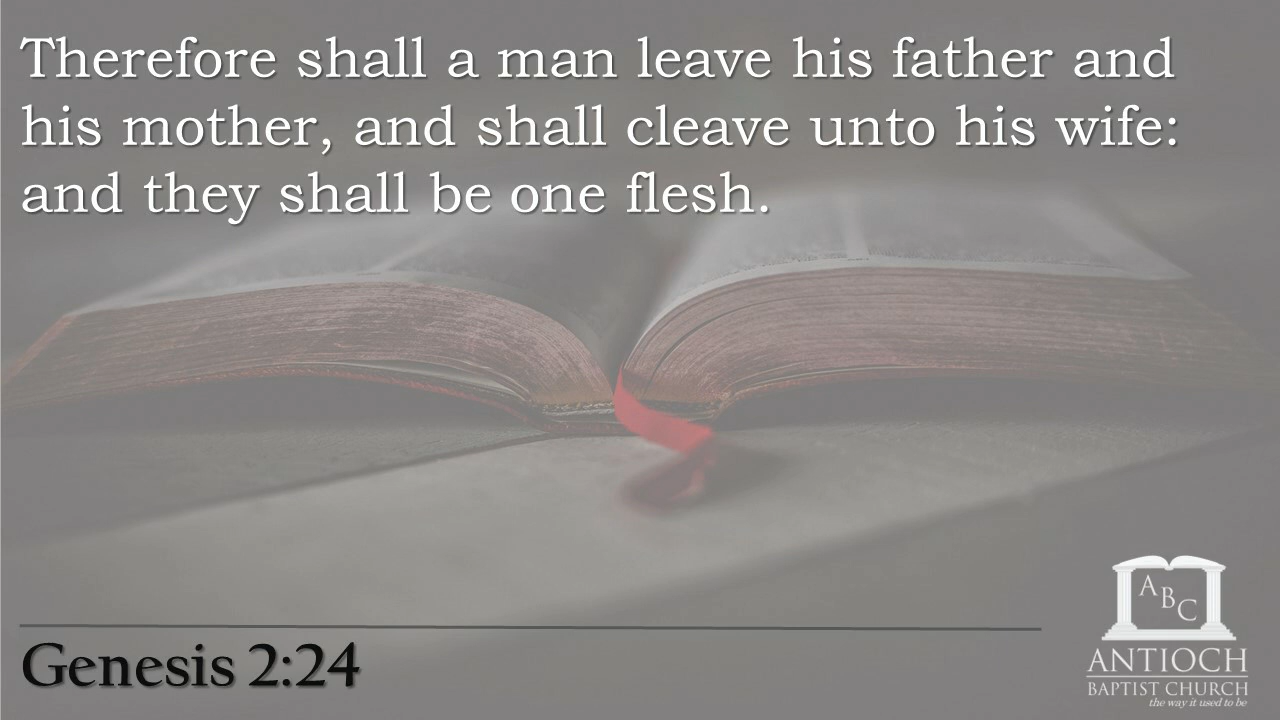 Therefore shall a man leave his father and
his mother, and shall cleave unto his wife:
and they shall be one flesh.
Genesis 2:24
A B C
ANTIOCH
BAPTIST CHURCH
the way it used to be